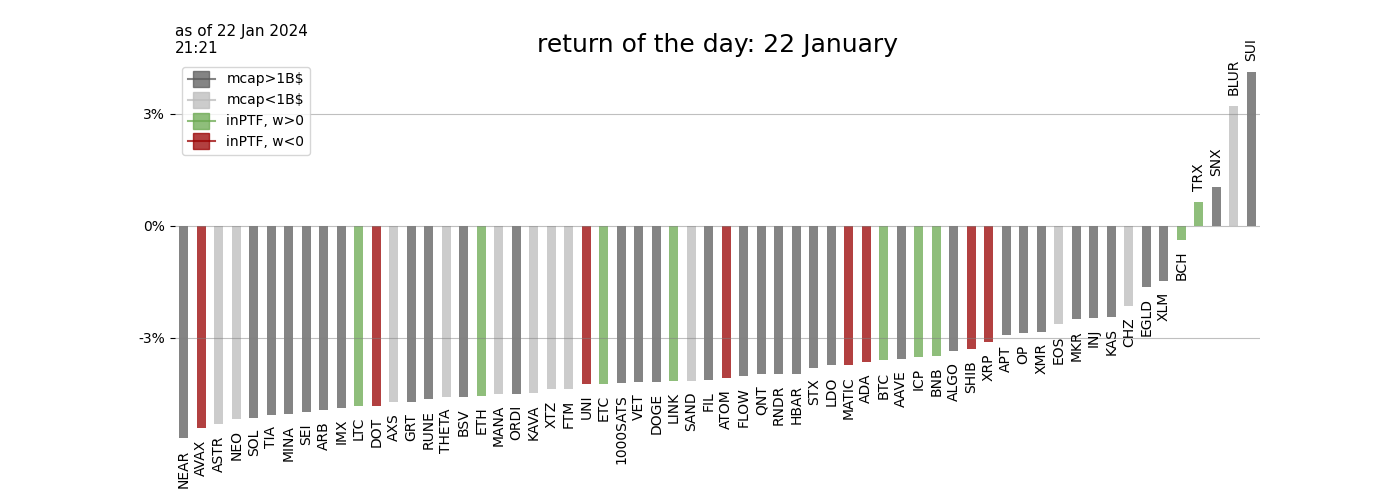 as of 22 Jan 2024
21:21
return of the day: 22 January
mcap>1B$
mcap<1B$
inPTF, w>0
inPTF, w<0
3%
0%
-3%
NEAR
AVAX
ASTR
NEO
SOL
TIA
MINA
SEI
ARB
IMX
LTC
DOT
AXS
GRT
RUNE
THETA
BSV
ETH
MANA
ORDI
KAVA
XTZ
FTM
UNI
ETC
1000SATS
VET
DOGE
LINK
SAND
FIL
ATOM
FLOW
QNT
RNDR
HBAR
STX
LDO
MATIC
ADA
BTC
AAVE
ICP
BNB
ALGO
SHIB
XRP
APT
OP
XMR
EOS
MKR
INJ
KAS
CHZ
EGLD
XLM
BCH
TRX
SNX
BLUR
SUI